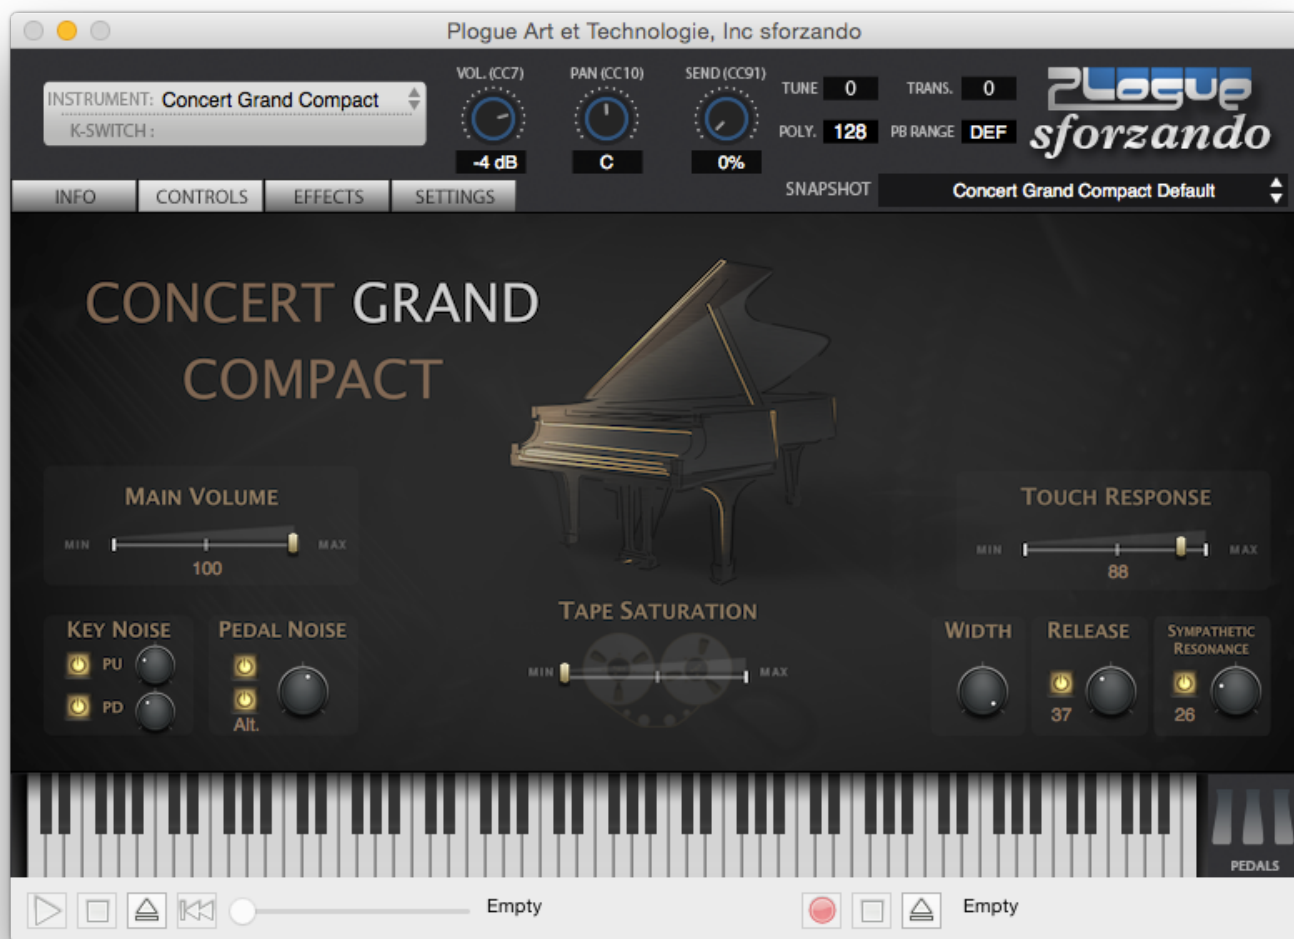 Plogue Art et Technologie, Inc sforzando
INSTRUMENT: Concert Grand Compact
K-SWITCH :
VOL. (CC7)
-4 dB
PAN (CC10)
C
SEND (CC91)
0%
TUNE 0
TRANS. 0
POLY. 128
PB RANGE DEF
Plogue
sforzando
INFO
CONTROLS
EFFECTS
SETTINGS
SNAPSHOT Concert Grand Compact Default
CONCERT GRAND
COMPACT
MAIN VOLUME
MIN MAX
100
TOUCH RESPONSE
MIN MAX
88
KEY NOISE
PU
PD
PEDAL NOISE
Alt.
TAPE SATURATION
MIN MAX
WIDTH
RELEASE
37
SYMPATHETIC
RESONANCE
26
PEDALS
Empty
Empty